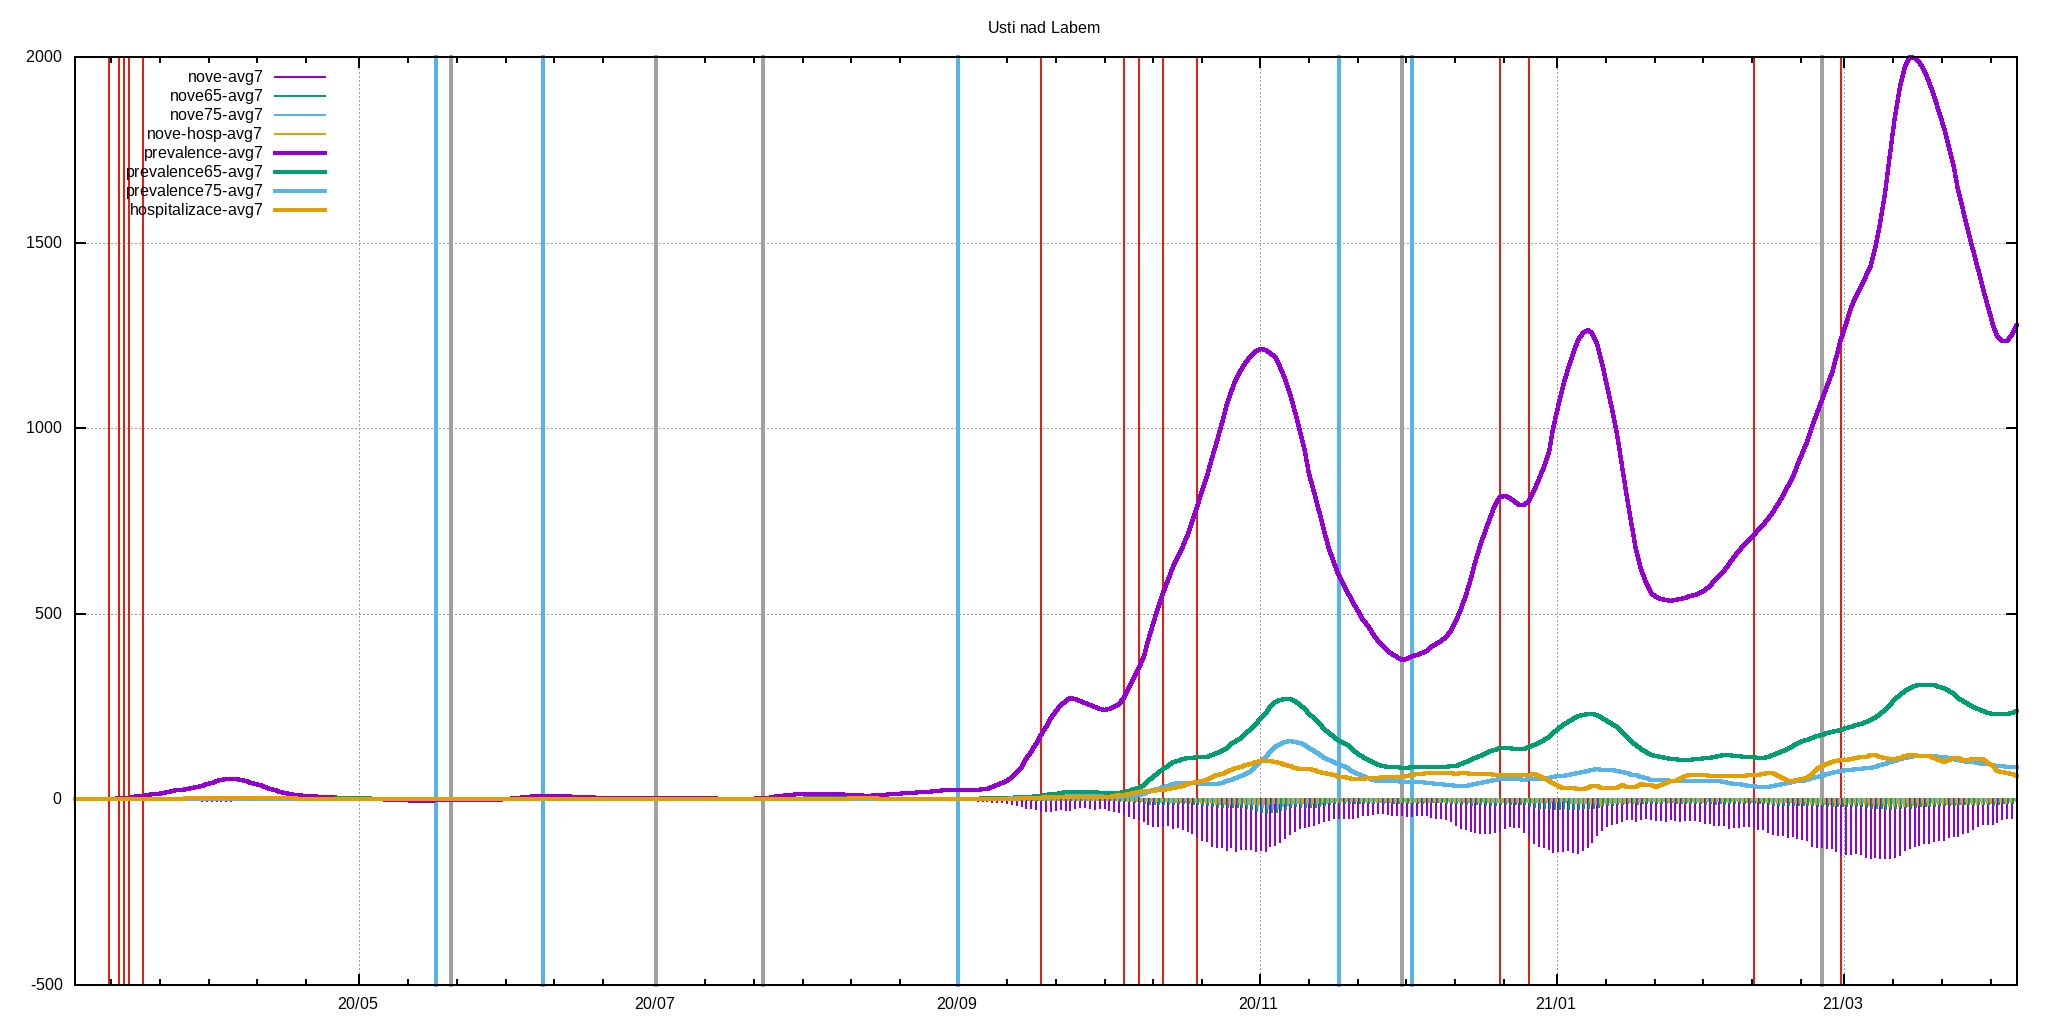 Usti nad Labem
2000
1500
1000
500
0
-500
nove-avg7
nove65-avg7
nove75-avg7
nove-hosp-avg7
prevalence-avg7
prevalence65-avg7
prevalence75-avg7
hospitalizace-avg7
20/05 20/07 20/09 20/11 21/01 21/03